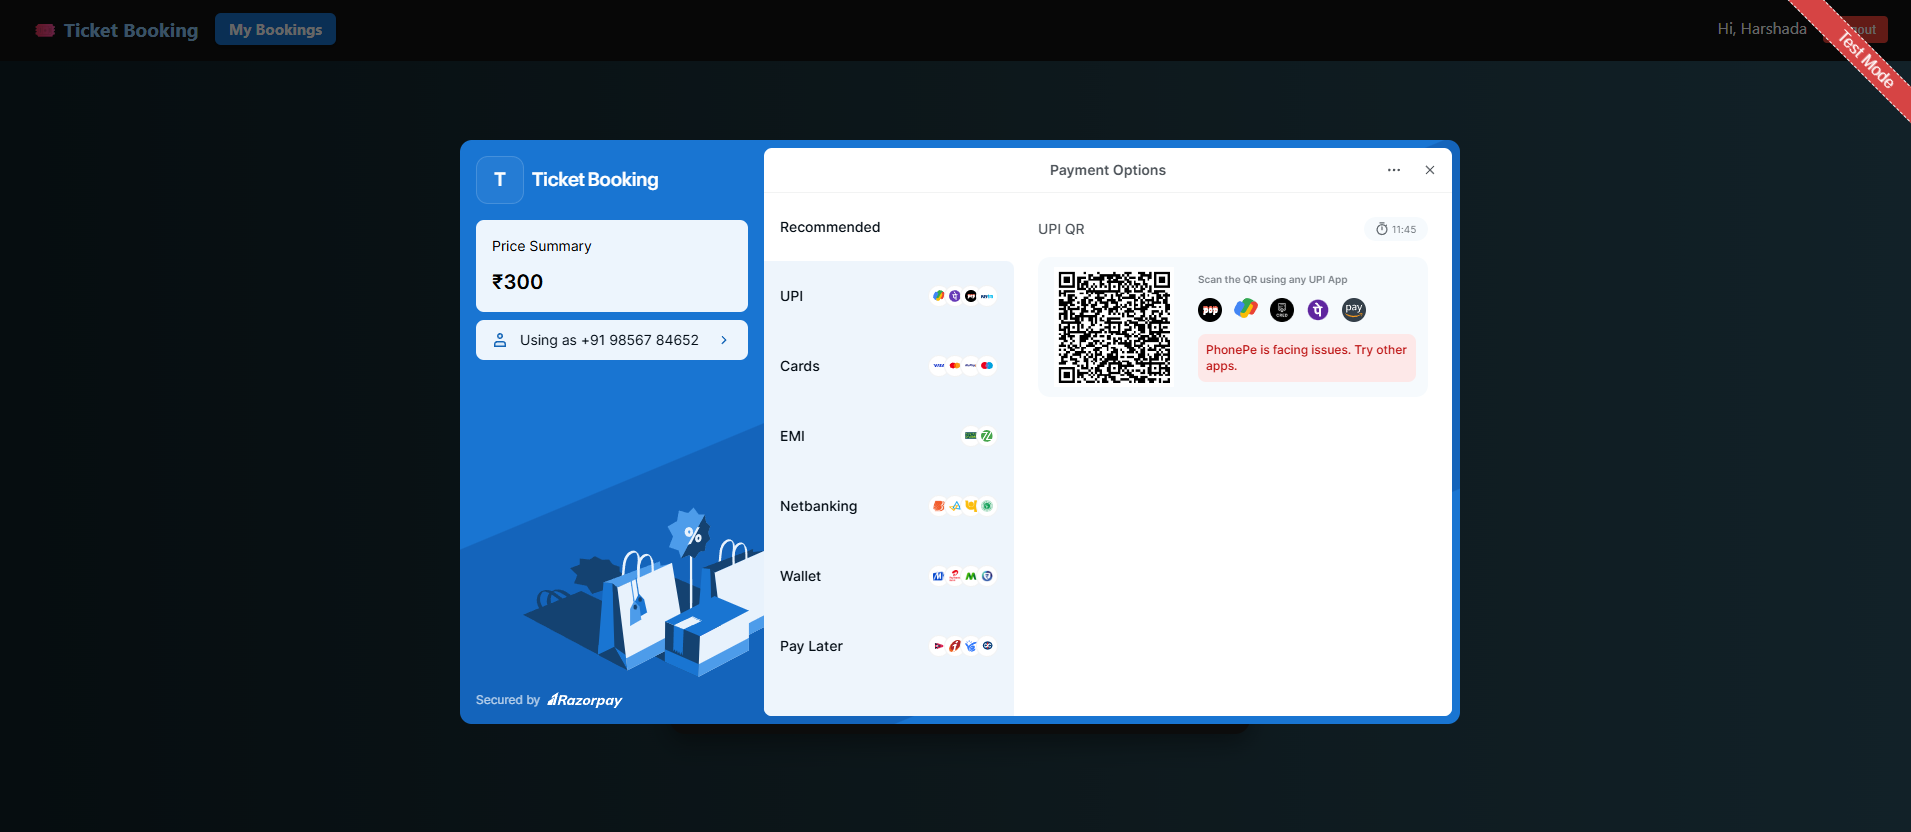 Ticket Booking
My Bookings
Hi, Harshada
Test Mode
T
Ticket Booking
Price Summary
₹300
Using as +91 98567 84652
Secured by Razorpay
Payment Options
Recommended
UPI
Cards
EMI
Netbanking
Wallet
Pay Later
UPI QR
11:45
Scan the QR using any UPI App
pop
pay
PhonePe is facing issues. Try other
apps.
%